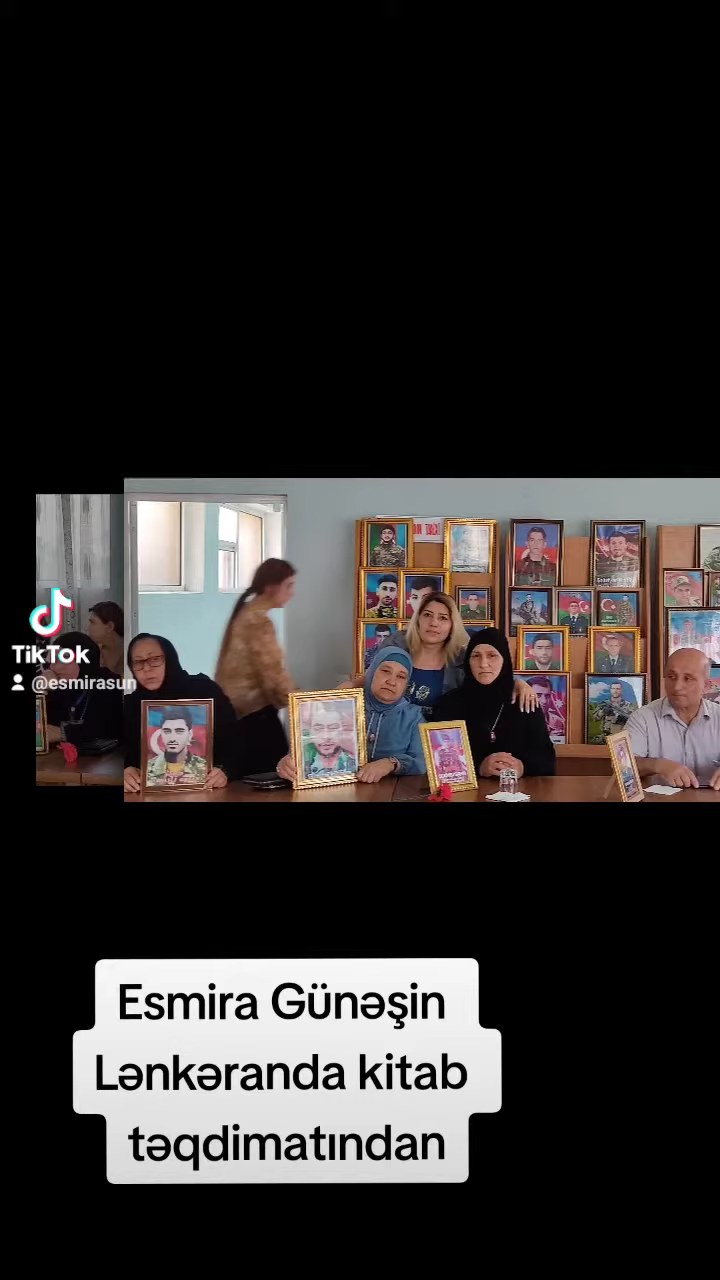 TikTok
@esmirasun
Esmira Günəşin
Lənkəranda kitab
təqdimatından